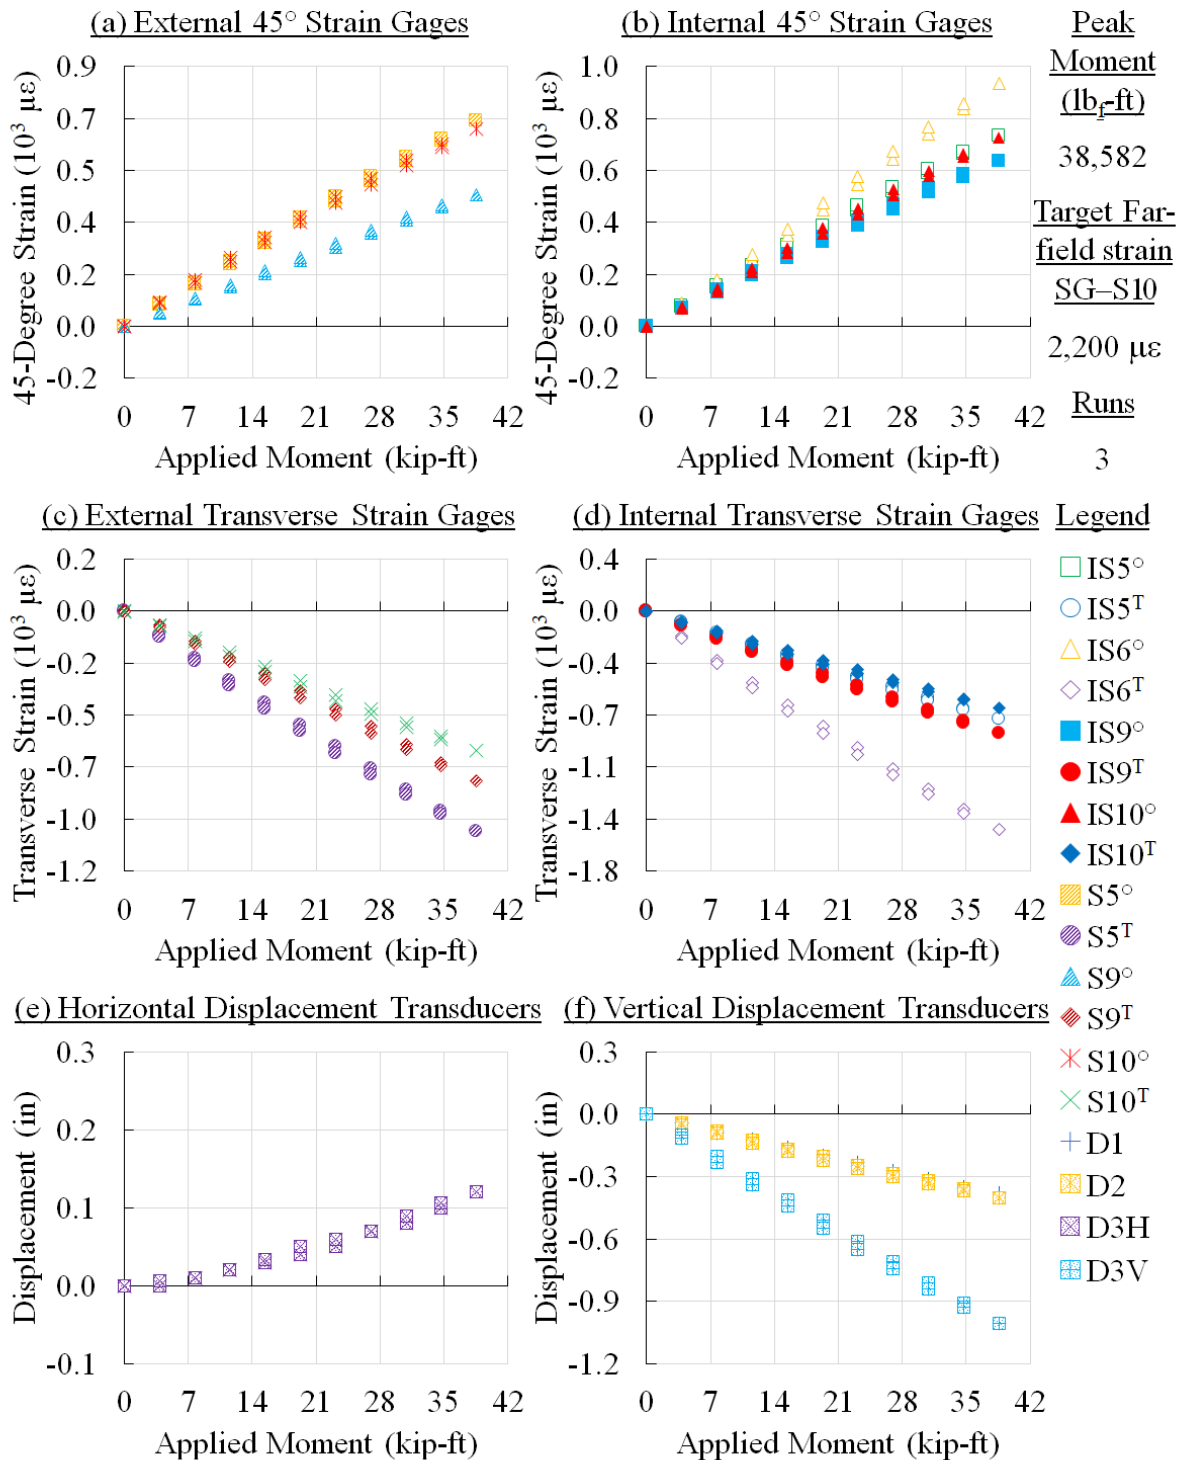 (a) External 45° Strain Gages
0.9
0.7
0.5
0.4
0.2
0.0
-0.2
45-Degree Strain (10³ με)
0 7 14 21 28 35 42
Applied Moment (kip-ft)
(b) Internal 45° Strain Gages
1.0
0.8
0.6
0.4
0.2
0.0
-0.2
45-Degree Strain (10³ με)
0 7 14 21 28 35 42
Applied Moment (kip-ft)
Peak
Moment
(lb_f-ft)
38,582
Target Far-
field strain
SG–S10
2,200 με
Runs
3
(c) External Transverse Strain Gages
0.2
0.0
-0.2
-0.5
-0.7
-1.0
-1.2
Transverse Strain (10³ με)
0 7 14 21 28 35 42
Applied Moment (kip-ft)
(d) Internal Transverse Strain Gages
0.4
0.0
-0.4
-0.7
-1.1
-1.4
-1.8
Transverse Strain (10³ με)
0 7 14 21 28 35 42
Applied Moment (kip-ft)
Legend
IS5°
IS5ᵀ
IS6°
IS6ᵀ
IS9°
IS9ᵀ
IS10°
IS10ᵀ
S5°
S5ᵀ
S9°
S9ᵀ
S10°
S10ᵀ
D1
D2
D3H
D3V
(e) Horizontal Displacement Transducers
0.3
0.2
0.1
0.0
-0.1
Displacement (in)
0 7 14 21 28 35 42
Applied Moment (kip-ft)
(f) Vertical Displacement Transducers
0.3
0.0
-0.3
-0.6
-0.9
-1.2
Displacement (in)
0 7 14 21 28 35 42
Applied Moment (kip-ft)